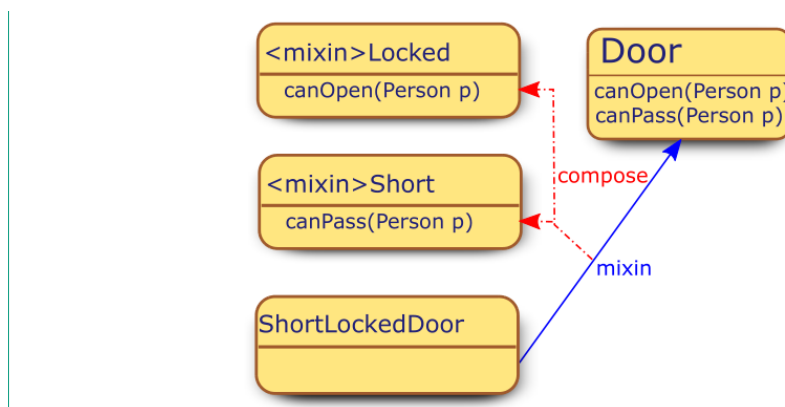 <mixin>Locked
canOpen(Person p)
Door
canOpen(Person p)
canPass(Person p)
compose
<mixin>Short
canPass(Person p)
mixin
ShortLockedDoor